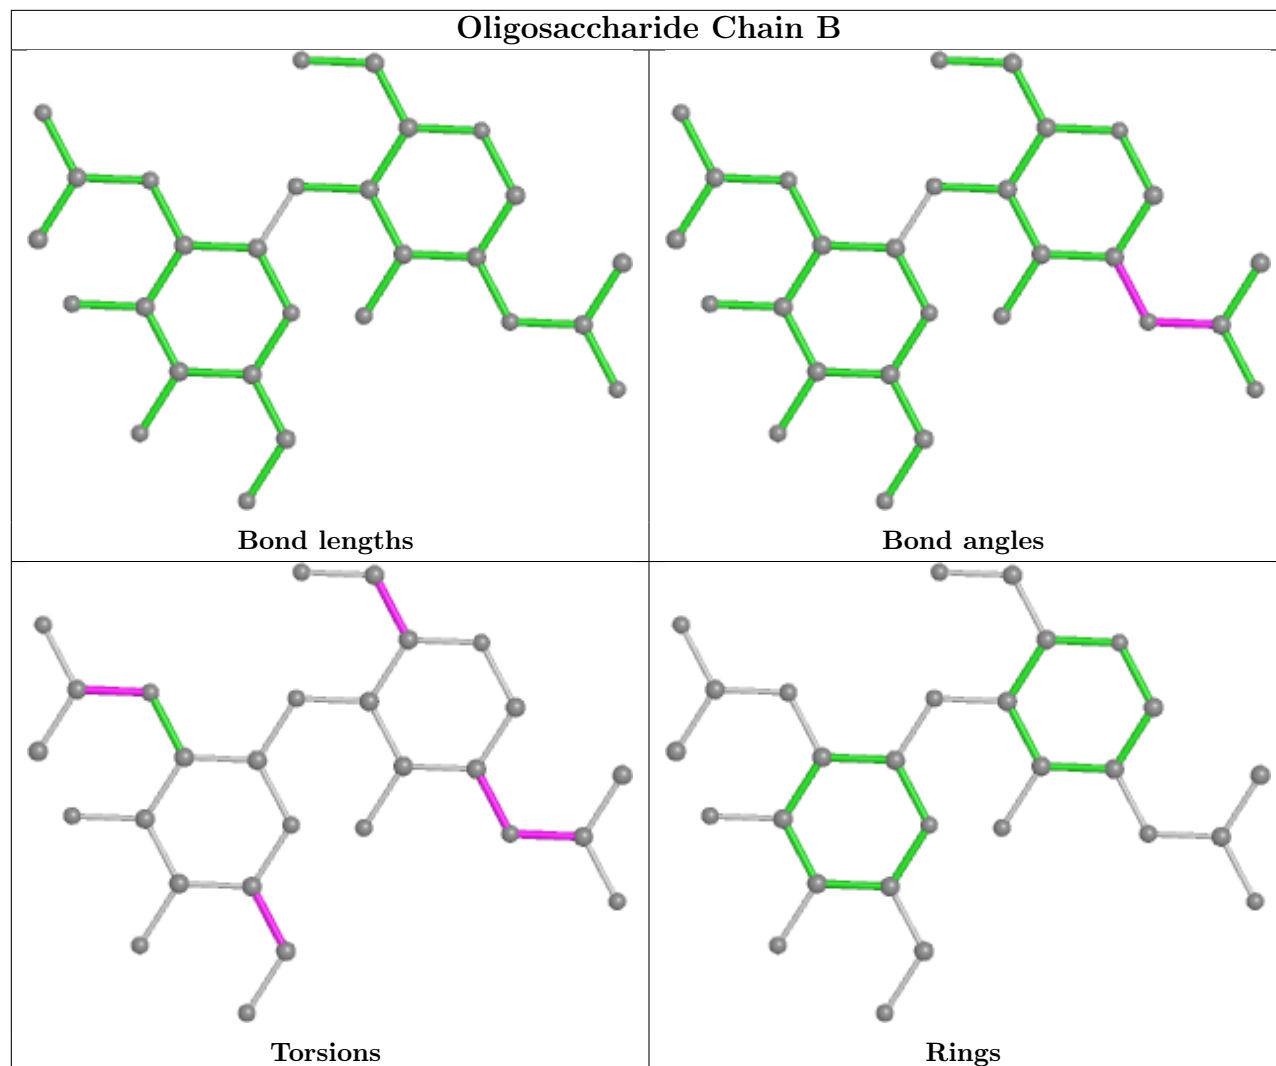 Oligosaccharide Chain B
Bond lengths
Bond angles
Torsions
Rings